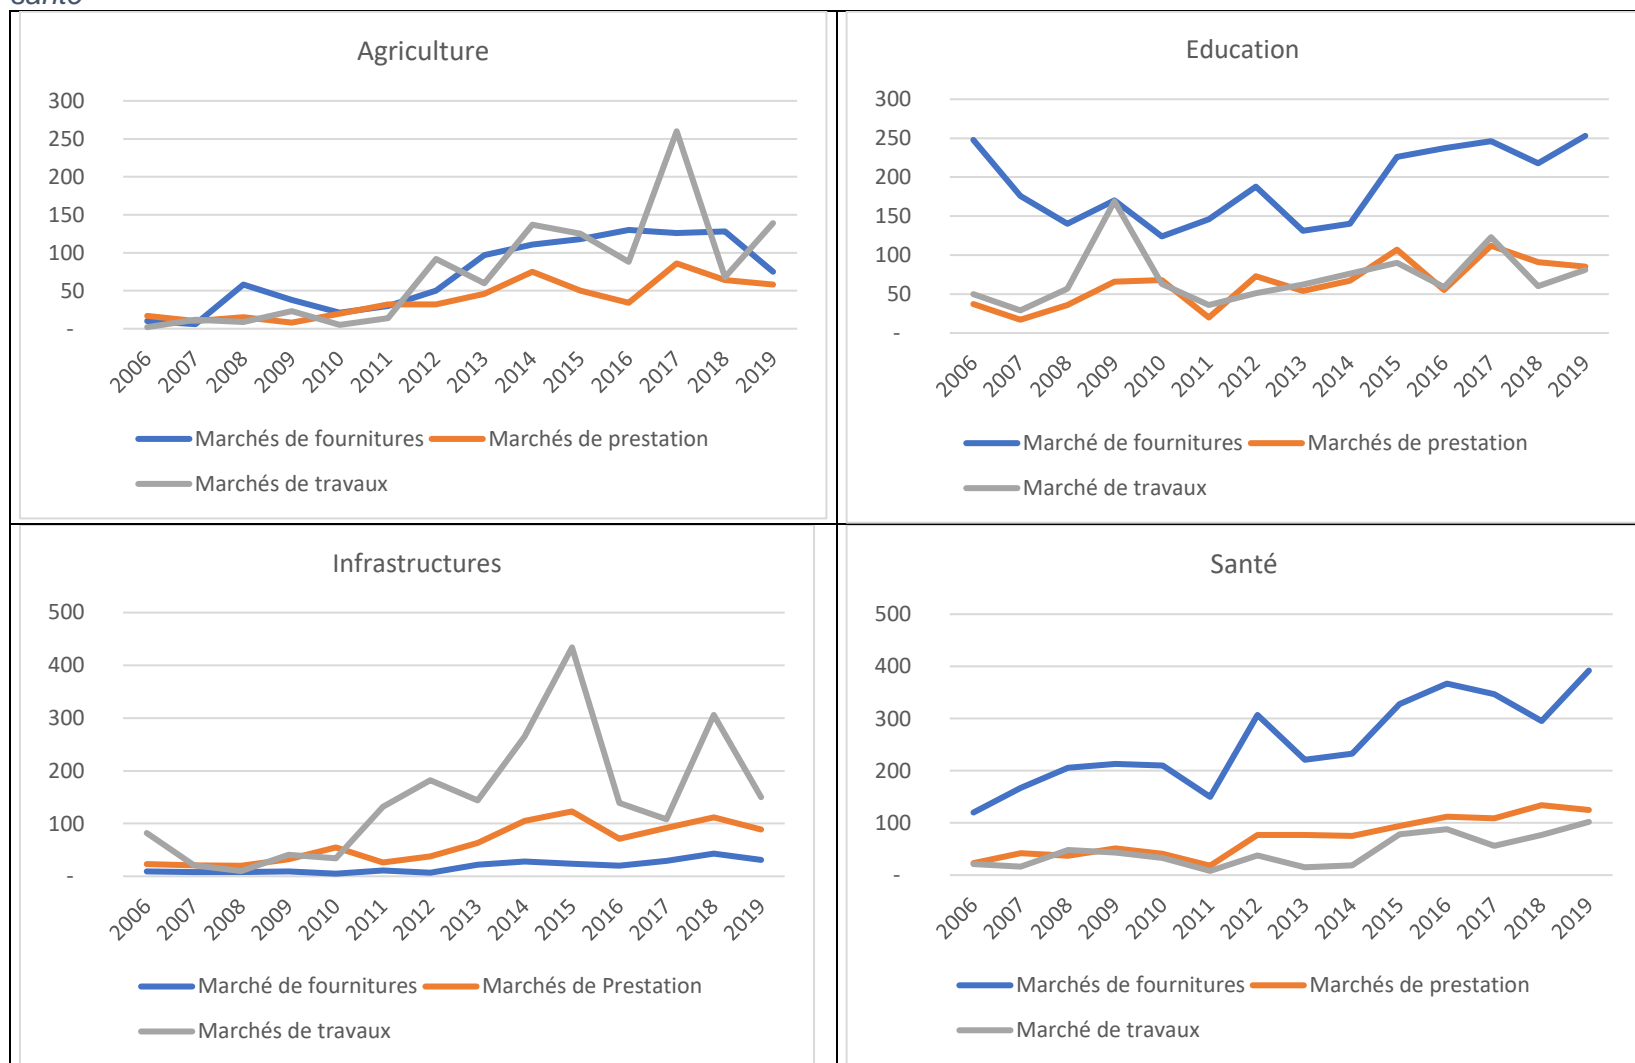 santé
Agriculture
300
250
200
150
100
50
-
2006 2007 2008 2009 2010 2011 2012 2013 2014 2015 2016 2017 2018 2019
Marchés de fournitures Marchés de prestation
Marchés de travaux
Education
300
250
200
150
100
50
-
2006 2007 2008 2009 2010 2011 2012 2013 2014 2015 2016 2017 2018 2019
Marché de fournitures Marchés de prestation
Marché de travaux
Infrastructures
500
400
300
200
100
-
2006 2007 2008 2009 2010 2011 2012 2013 2014 2015 2016 2017 2018 2019
Marché de fournitures Marchés de Prestation
Marchés de travaux
Santé
500
400
300
200
100
-
2006 2007 2008 2009 2010 2011 2012 2013 2014 2015 2016 2017 2018 2019
Marchés de fournitures Marchés de prestation
Marché de travaux